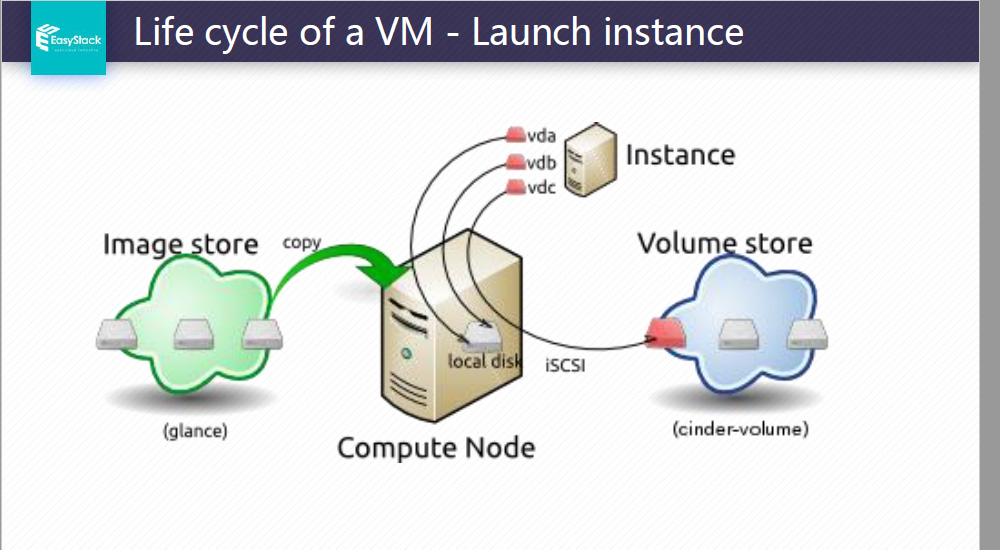 EasyStack
Life cycle of a VM - Launch instance
vda
vdb
vdc
Instance
Image store
copy
Volume store
local disk
iSCSI
(glance)
(cinder-volume)
Compute Node